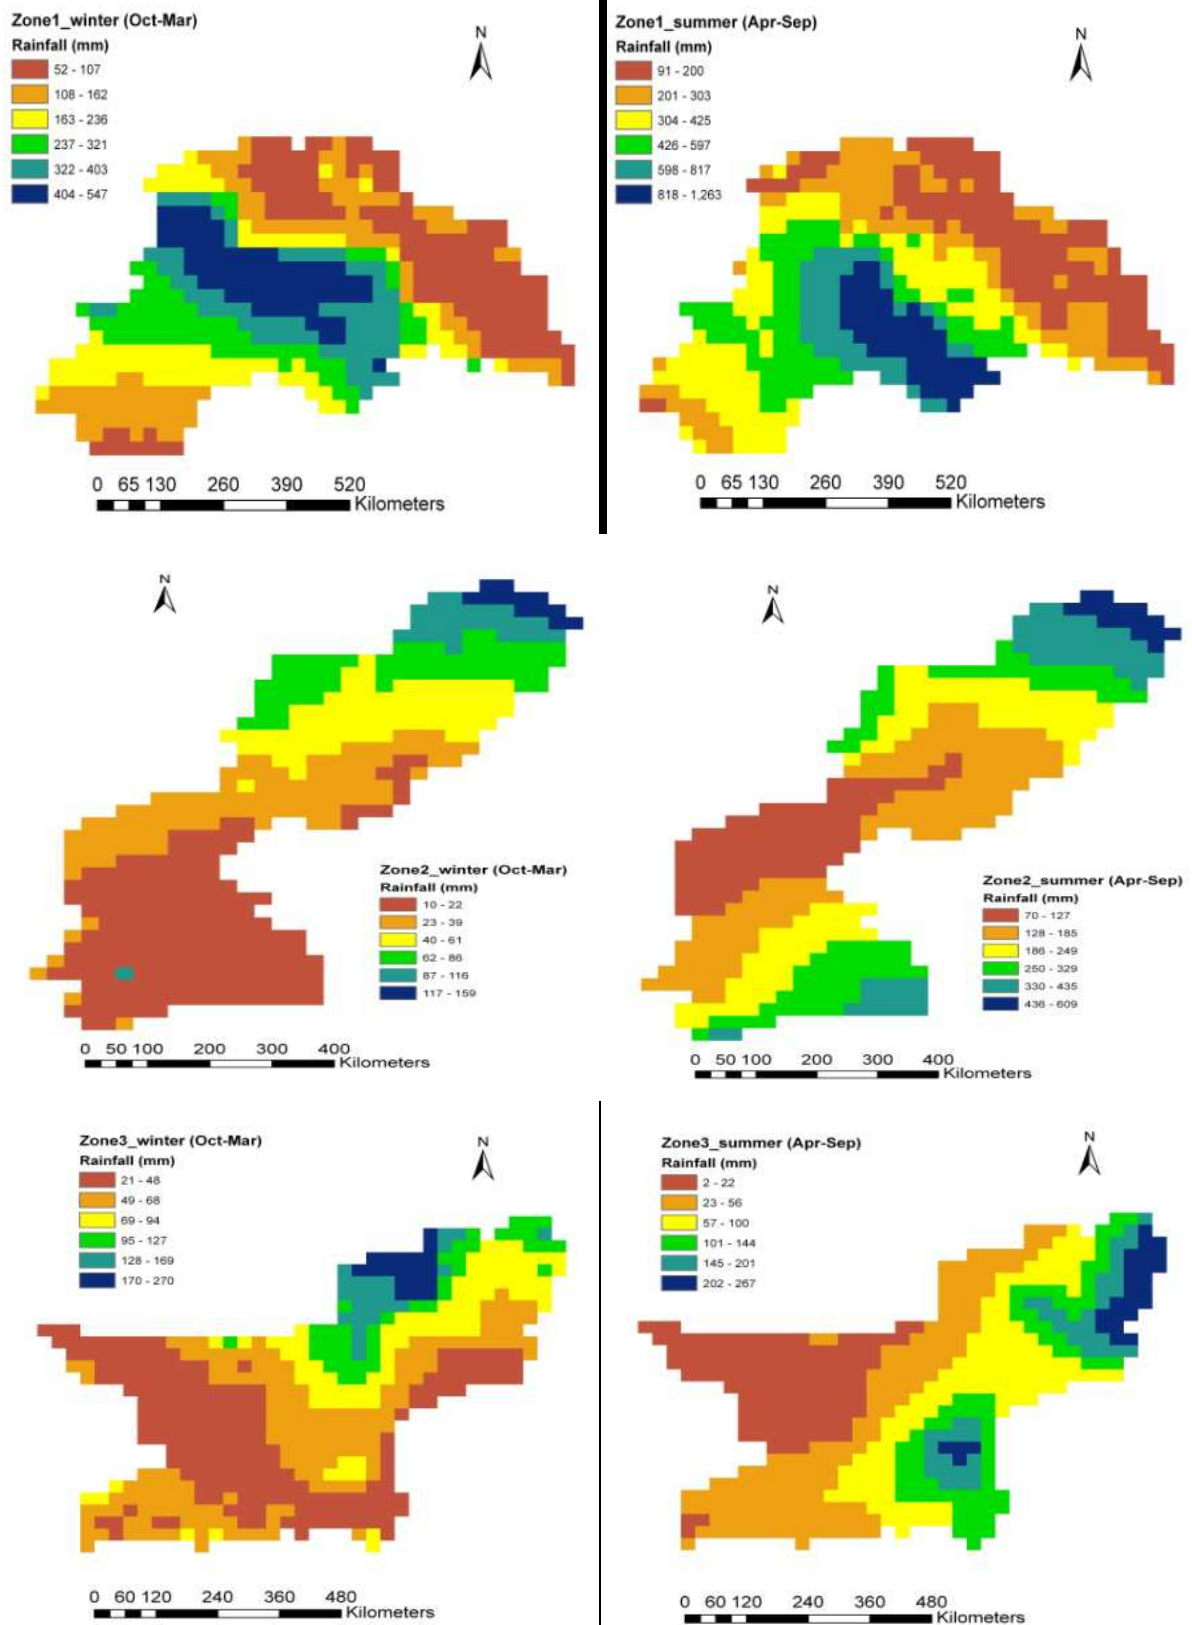 Zone1_winter (Oct-Mar)
Rainfall (mm)
52 - 107
108 - 162
163 - 236
237 - 321
322 - 403
404 - 547
N
0 65 130 260 390 520
Kilometers
Zone1_summer (Apr-Sep)
Rainfall (mm)
91 - 200
201 - 303
304 - 425
426 - 597
598 - 817
818 - 1,263
N
0 65 130 260 390 520
Kilometers
N
Zone2_winter (Oct-Mar)
Rainfall (mm)
10 - 22
23 - 39
40 - 61
62 - 86
87 - 116
117 - 159
0 50 100 200 300 400
Kilometers
N
Zone2_summer (Apr-Sep)
Rainfall (mm)
70 - 127
128 - 185
186 - 249
250 - 329
330 - 435
436 - 609
0 50 100 200 300 400
Kilometers
Zone3_winter (Oct-Mar)
Rainfall (mm)
21 - 48
49 - 68
69 - 94
95 - 127
128 - 169
170 - 270
N
0 60 120 240 360 480
Kilometers
Zone3_summer (Apr-Sep)
Rainfall (mm)
2 - 22
23 - 56
57 - 100
101 - 144
145 - 201
202 - 267
N
0 60 120 240 360 480
Kilometers